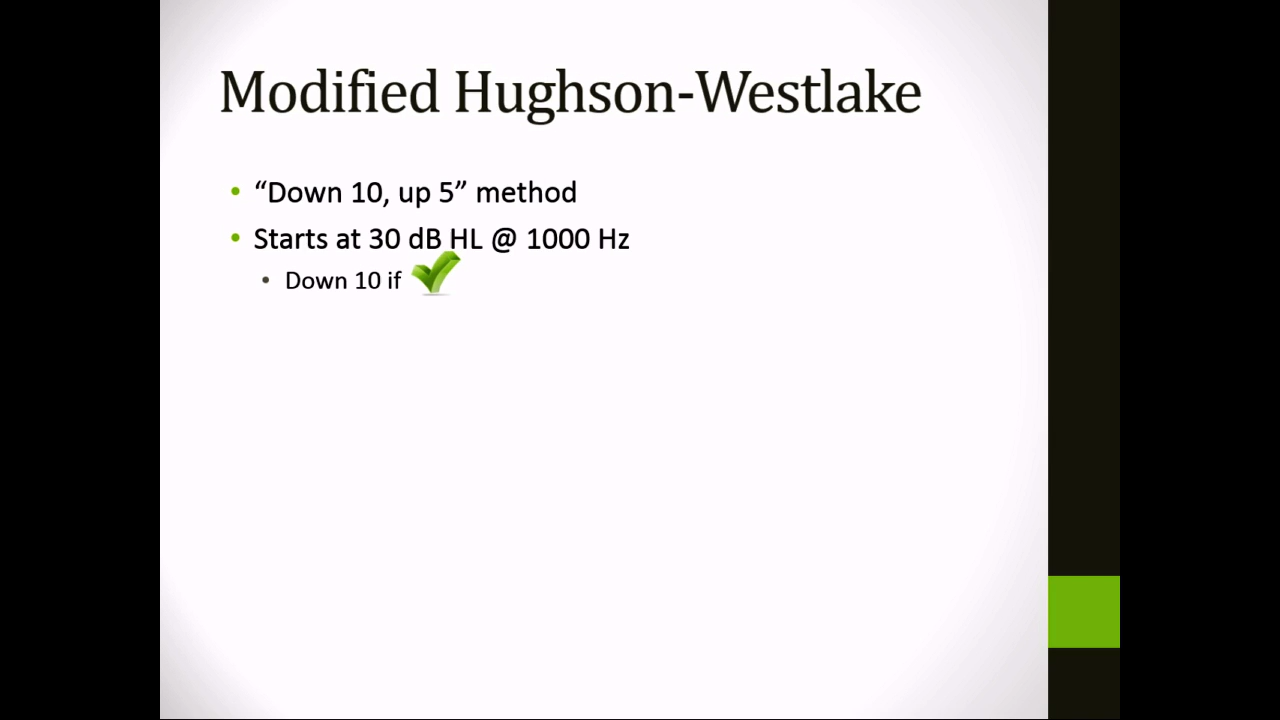 Modified Hughson-Westlake
• “Down 10, up 5” method
• Starts at 30 dB HL @ 1000 Hz
• Down 10 if